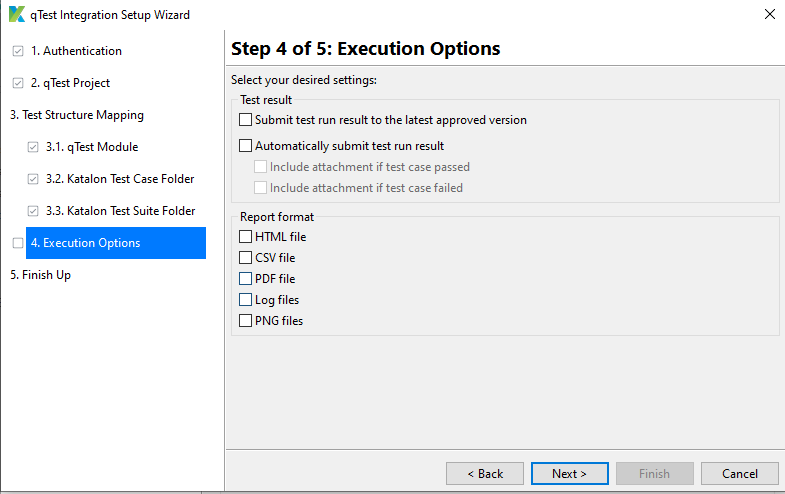 qTest Integration Setup Wizard
1. Authentication
2. qTest Project
3. Test Structure Mapping
3.1. qTest Module
3.2. Katalon Test Case Folder
3.3. Katalon Test Suite Folder
4. Execution Options
5. Finish Up
Step 4 of 5: Execution Options
Select your desired settings:
Test result
Submit test run result to the latest approved version
Automatically submit test run result
Include attachment if test case passed
Include attachment if test case failed
Report format
HTML file
CSV file
PDF file
Log files
PNG files
< Back
Next >
Finish
Cancel